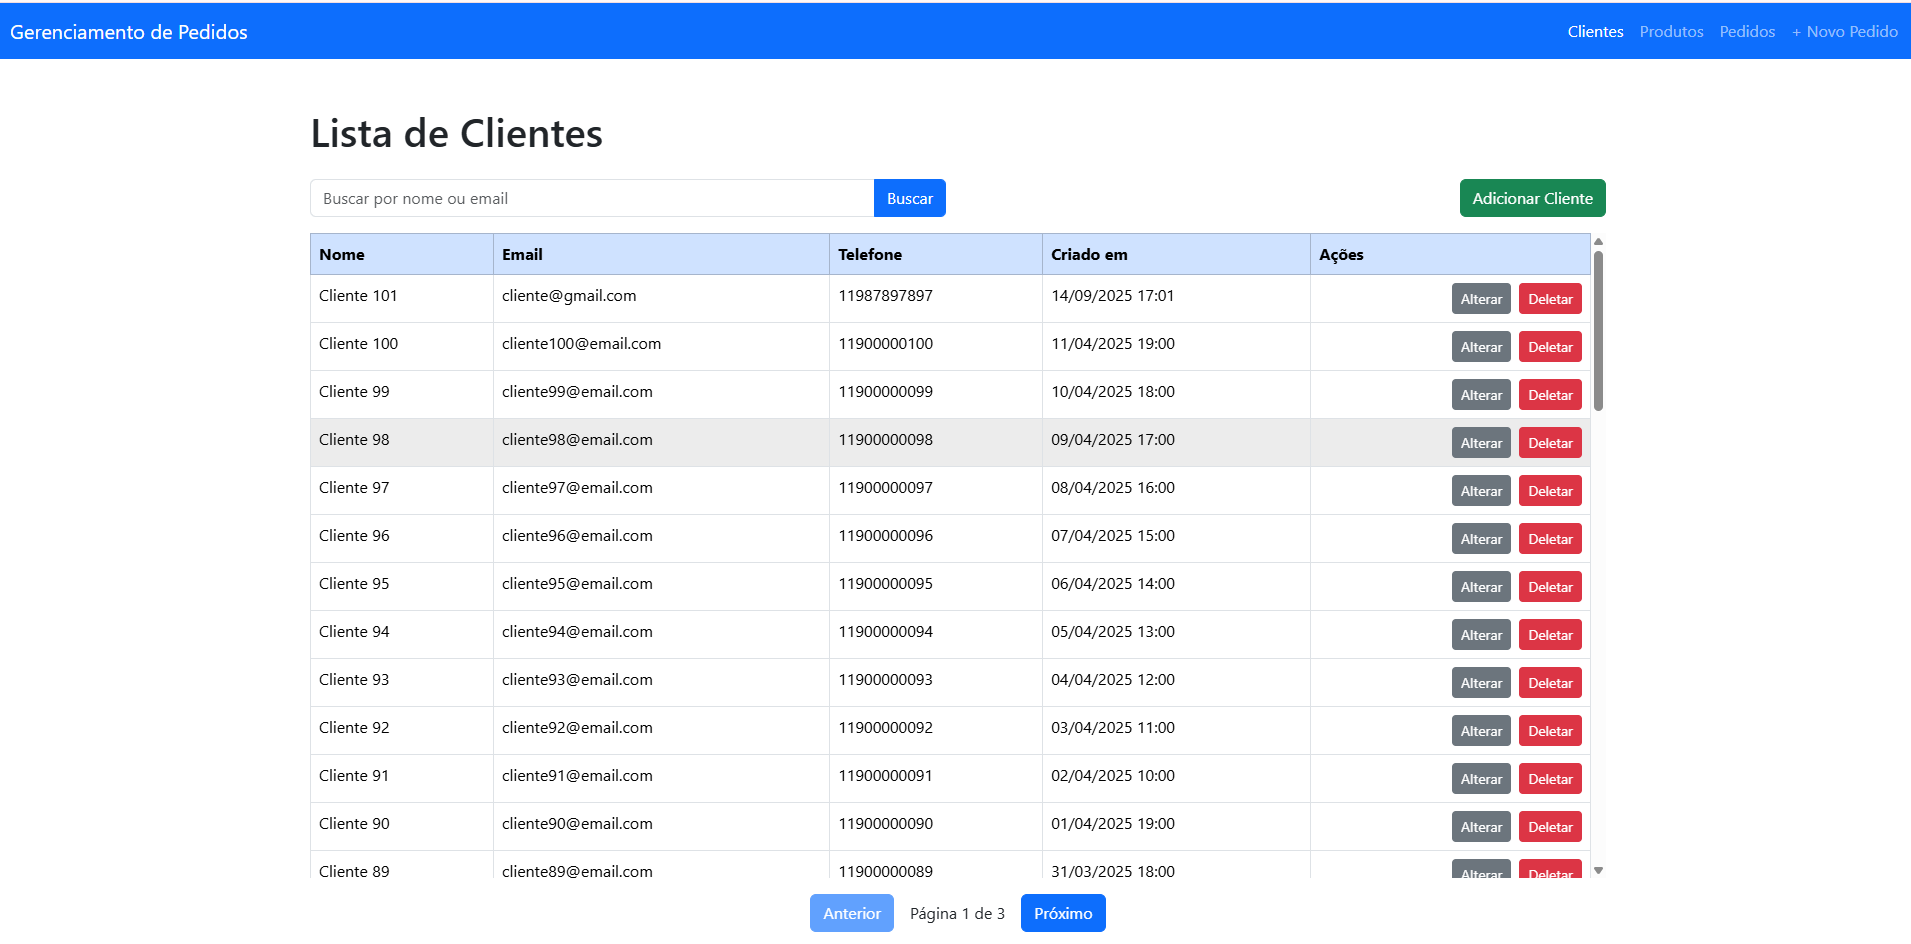 Gerenciamento de Pedidos Clientes Produtos Pedidos + Novo Pedido
Lista de Clientes
Buscar por nome ou email Buscar Adicionar Cliente
Nome Email Telefone Criado em Ações
Cliente 101 cliente@gmail.com 11987897897 14/09/2025 17:01 Alterar Deletar
Cliente 100 cliente100@email.com 11900000100 11/04/2025 19:00 Alterar Deletar
Cliente 99 cliente99@email.com 11900000099 10/04/2025 18:00 Alterar Deletar
Cliente 98 cliente98@email.com 11900000098 09/04/2025 17:00 Alterar Deletar
Cliente 97 cliente97@email.com 11900000097 08/04/2025 16:00 Alterar Deletar
Cliente 96 cliente96@email.com 11900000096 07/04/2025 15:00 Alterar Deletar
Cliente 95 cliente95@email.com 11900000095 06/04/2025 14:00 Alterar Deletar
Cliente 94 cliente94@email.com 11900000094 05/04/2025 13:00 Alterar Deletar
Cliente 93 cliente93@email.com 11900000093 04/04/2025 12:00 Alterar Deletar
Cliente 92 cliente92@email.com 11900000092 03/04/2025 11:00 Alterar Deletar
Cliente 91 cliente91@email.com 11900000091 02/04/2025 10:00 Alterar Deletar
Cliente 90 cliente90@email.com 11900000090 01/04/2025 19:00 Alterar Deletar
Cliente 89 cliente89@email.com 11900000089 31/03/2025 18:00 Alterar Deletar
Anterior Página 1 de 3 Próximo